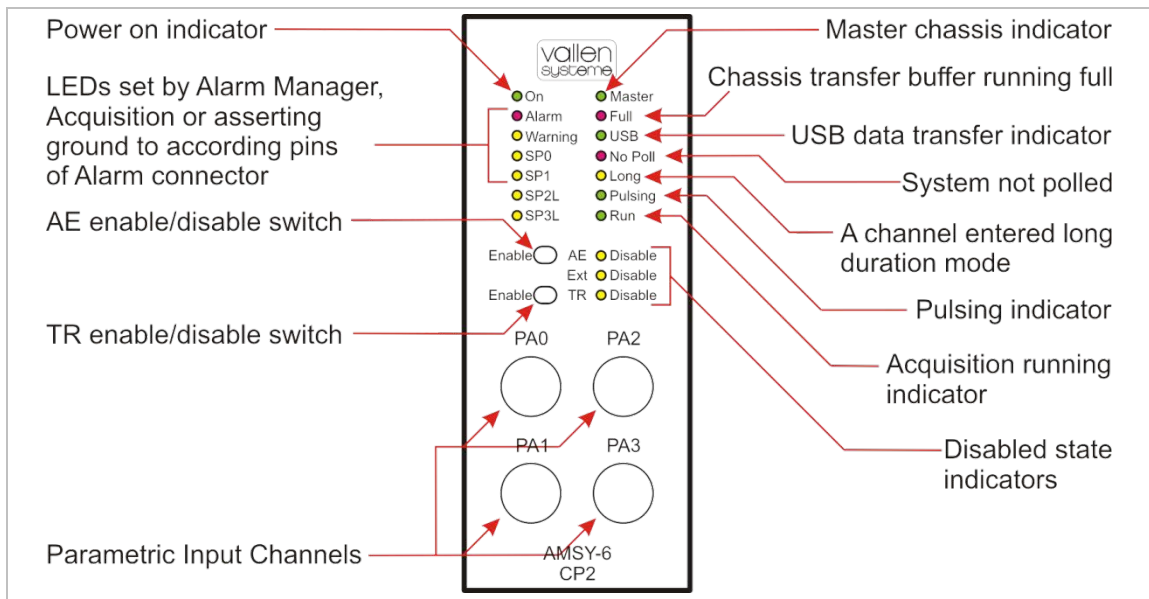 Power on indicator
LEDs set by Alarm Manager,
Acquisition or asserting
ground to according pins
of Alarm connector
AE enable/disable switch
TR enable/disable switch
Parametric Input Channels
vallen
systeme
On
Master
Alarm
Full
Warning
USB
SP0
No Poll
SP1
Long
SP2L
Pulsing
SP3L
Run
Enable
AE
Disable
Ext
Disable
Enable
TR
Disable
PA0
PA2
PA1
PA3
AMSY-6
CP2
Master chassis indicator
Chassis transfer buffer running full
USB data transfer indicator
System not polled
A channel entered long
duration mode
Pulsing indicator
Acquisition running
indicator
Disabled state
indicators